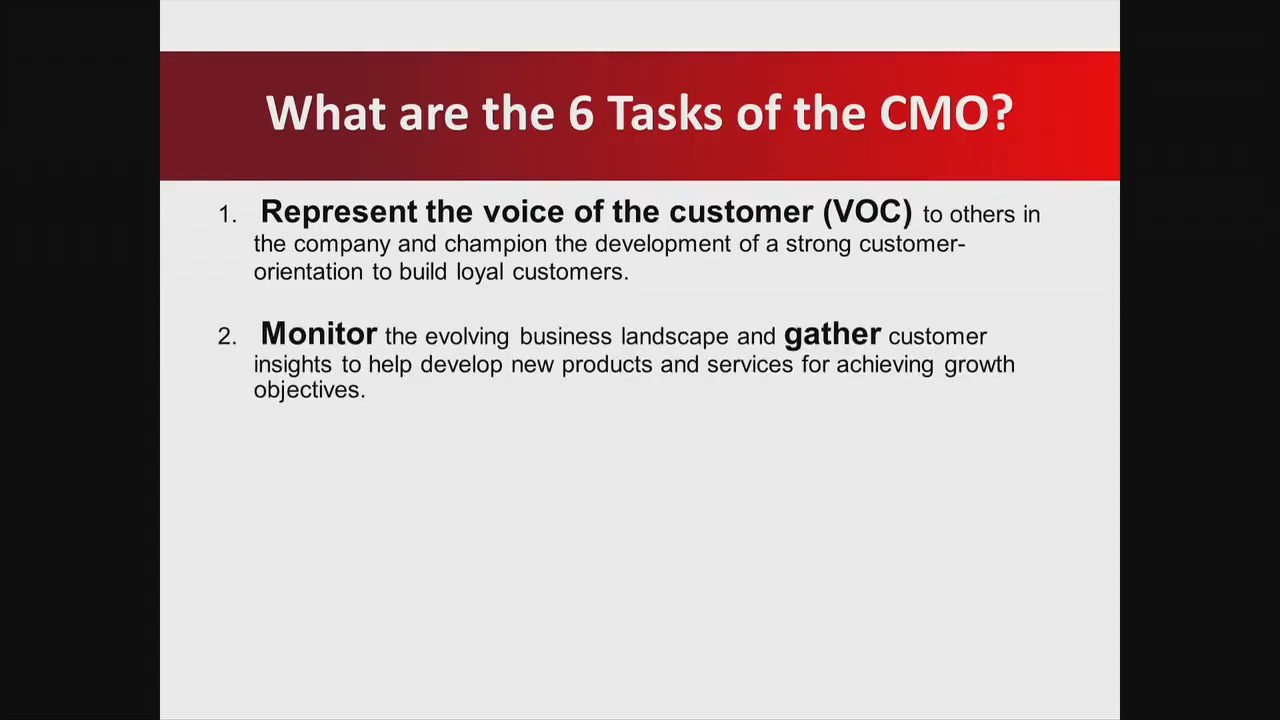 What are the 6 Tasks of the CMO?
1. Represent the voice of the customer (VOC) to others in
the company and champion the development of a strong customer-
orientation to build loyal customers.
2. Monitor the evolving business landscape and gather customer
insights to help develop new products and services for achieving growth
objectives.